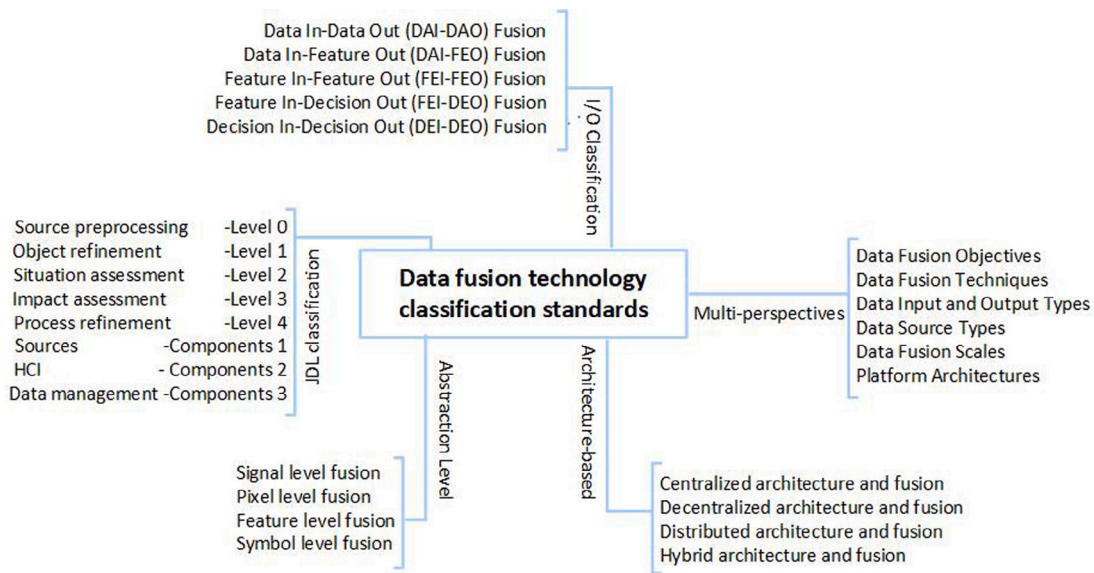 Data In-Data Out (DAI-DAO) Fusion
Data In-Feature Out (DAI-FEO) Fusion
Feature In-Feature Out (FEI-FEO) Fusion
Feature In-Decision Out (FEI-DEO) Fusion
Decision In-Decision Out (DEI-DEO) Fusion
I/O Classification
Source preprocessing -Level 0
Object refinement -Level 1
Situation assessment -Level 2
Impact assessment -Level 3
Process refinement -Level 4
Sources -Components 1
HCI - Components 2
Data management -Components 3
JDL classification
Data fusion technology
classification standards
Multi-perspectives
Data Fusion Objectives
Data Fusion Techniques
Data Input and Output Types
Data Source Types
Data Fusion Scales
Platform Architectures
Abstraction Level
Signal level fusion
Pixel level fusion
Feature level fusion
Symbol level fusion
Architecture-based
Centralized architecture and fusion
Decentralized architecture and fusion
Distributed architecture and fusion
Hybrid architecture and fusion